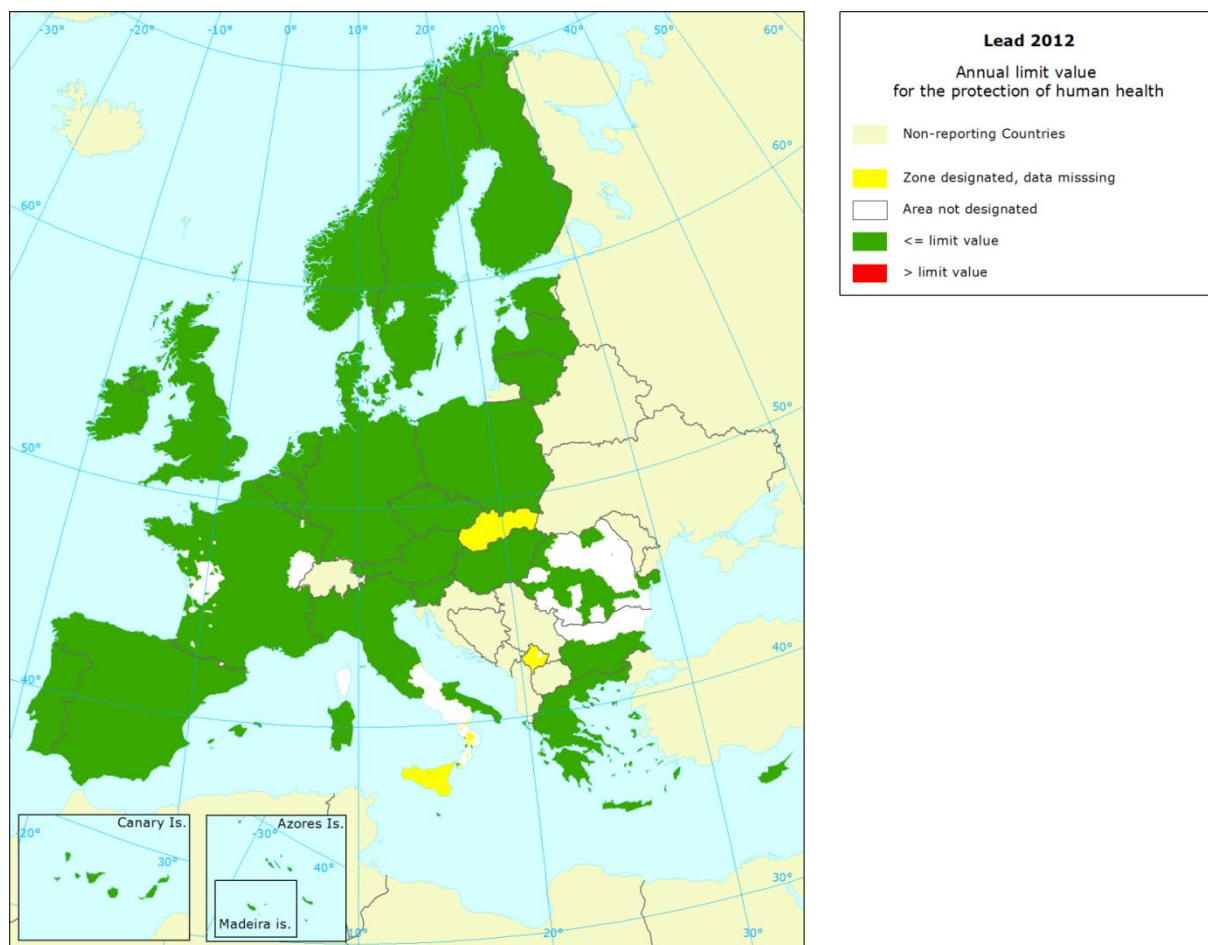 -30° -20° -10° 0° 10° 20° 30° 40° 50° 60°
60°
60°
50°
50°
40°
40°
30°
Canary Is.
-20°
30°
Azores Is.
-30°
40°
Madeira is.
10°
20°
Lead 2012
Annual limit value
for the protection of human health
Non-reporting Countries
Zone designated, data misssing
Area not designated
<= limit value
> limit value